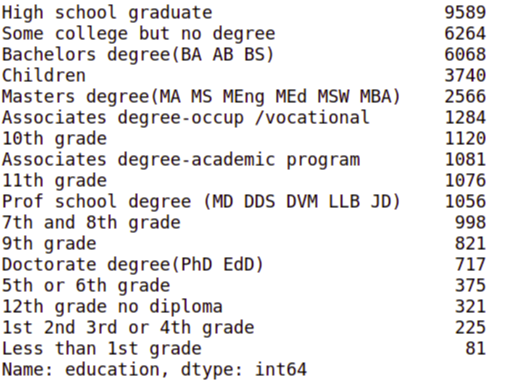 High school graduate 9589
Some college but no degree 6264
Bachelors degree(BA AB BS) 6068
Children 3740
Masters degree(MA MS MEng MEd MSW MBA) 2566
Associates degree-occup /vocational 1284
10th grade 1120
Associates degree-academic program 1081
11th grade 1076
Prof school degree (MD DDS DVM LLB JD) 1056
7th and 8th grade 998
9th grade 821
Doctorate degree(PhD EdD) 717
5th or 6th grade 375
12th grade no diploma 321
1st 2nd 3rd or 4th grade 225
Less than 1st grade 81
Name: education, dtype: int64